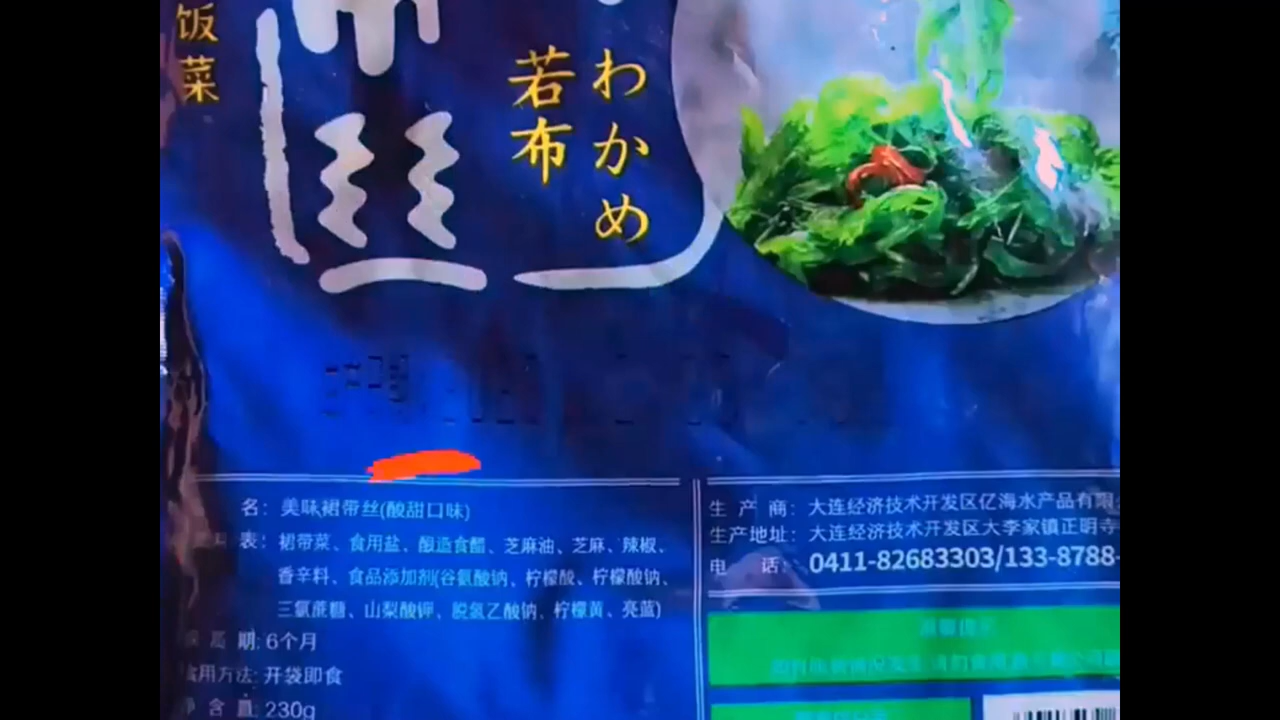 饭菜
丝
若布
わかめ
名: 美味裙带丝(酸甜口味)
表: 裙带菜、食用盐、酿造食醋、芝麻油、芝麻、辣椒、
香辛料、食品添加剂(谷氨酸钠、柠檬酸、柠檬酸钠、
三氯蔗糖、山梨酸钾、脱氢乙酸钠、柠檬黄、亮蓝)
期: 6个月
食用方法: 开袋即食
净 含 量: 230g
生 产 商: 大连经济技术开发区亿海水产品有限
生产地址: 大连经济技术开发区大李家镇正明寺
电 话: 0411-82683303/133-8788-